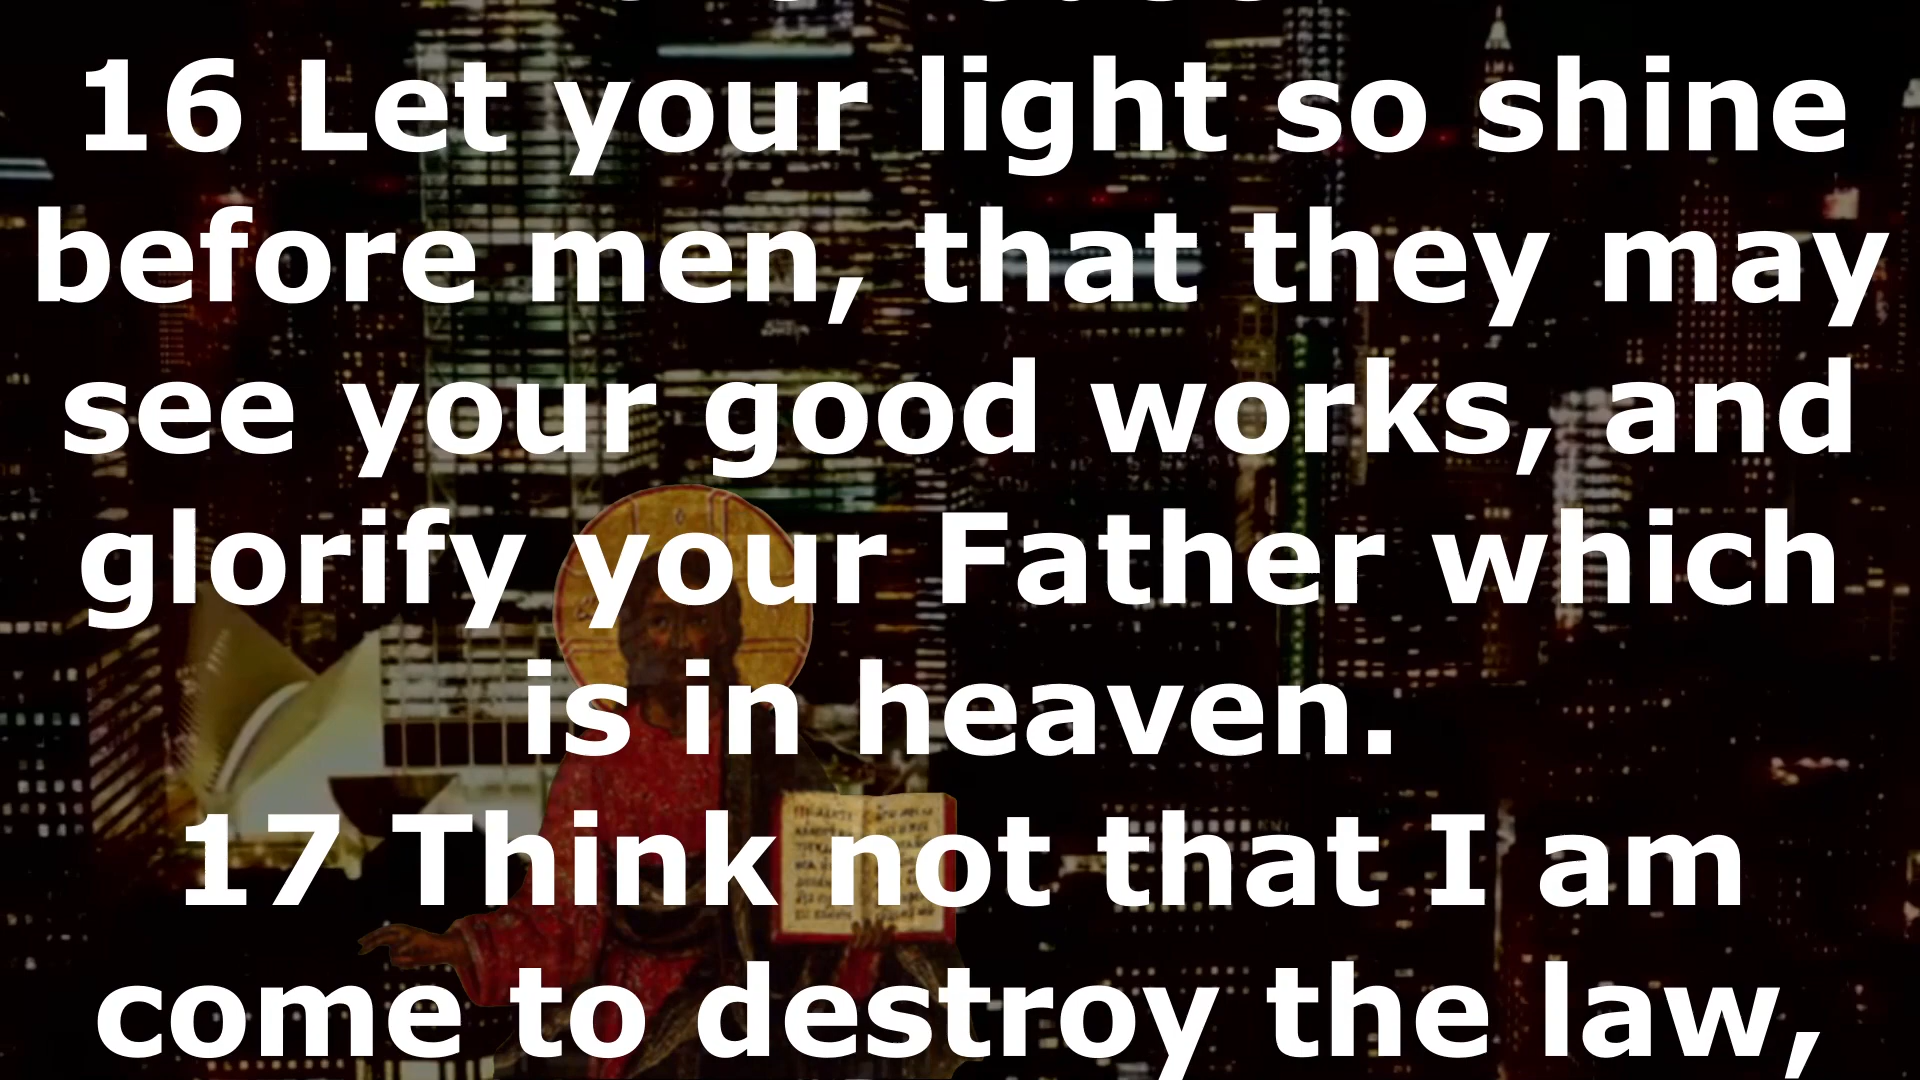 16 Let your light so shine
before men, that they may
see your good works, and
glorify your Father which
is in heaven.
17 Think not that I am
come to destroy the law,